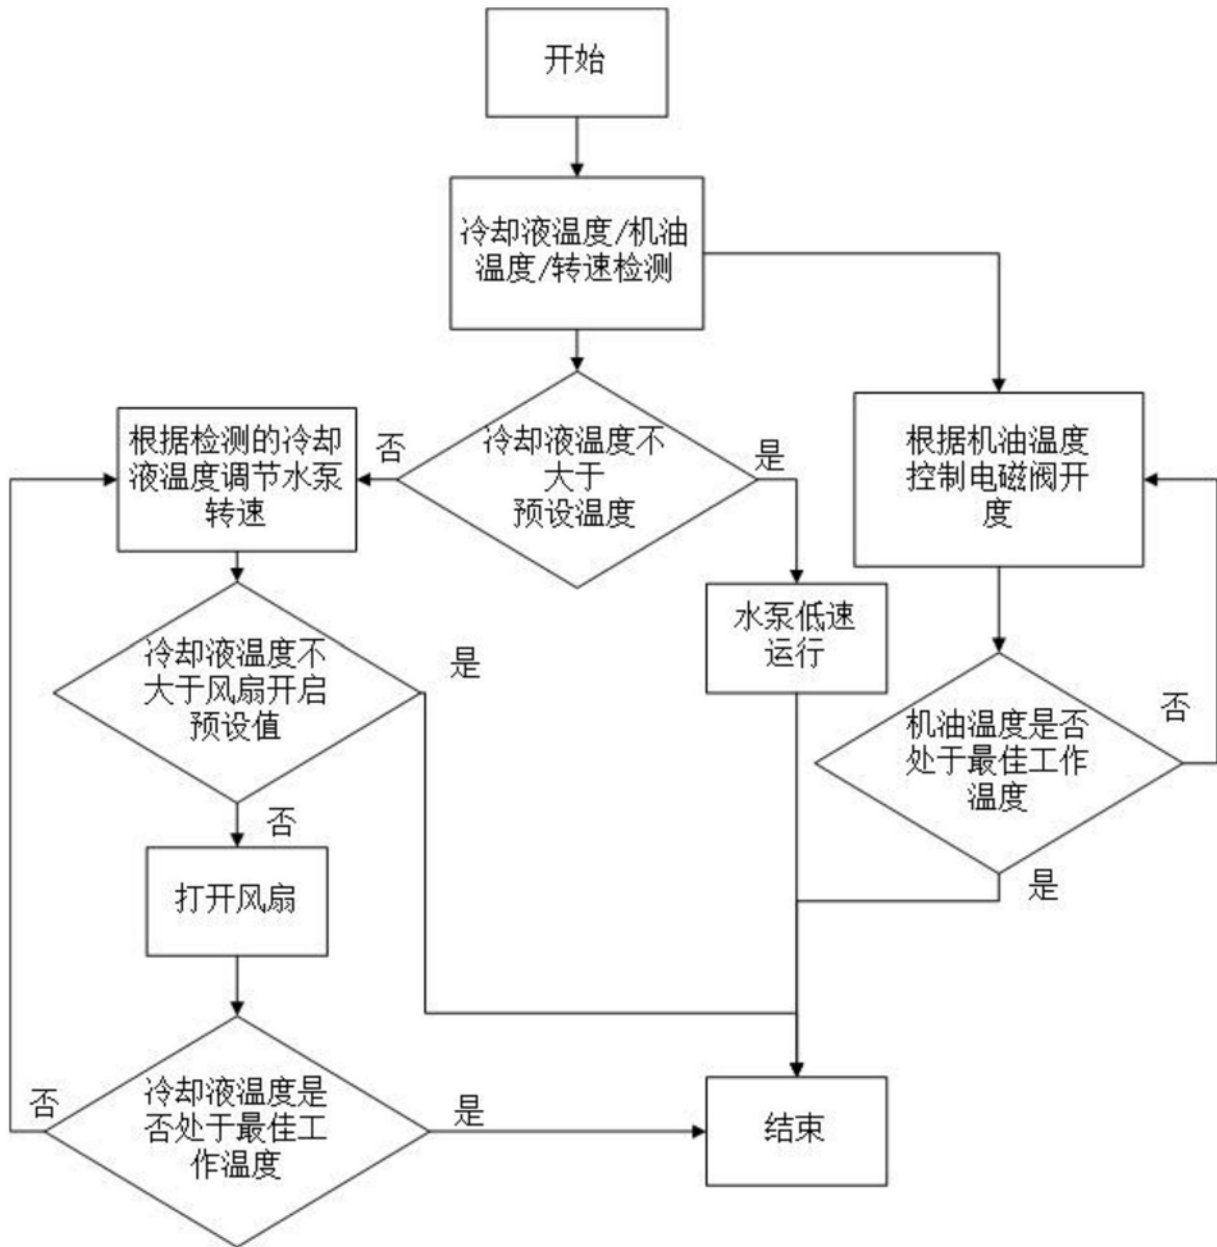 开始
冷却液温度/机油
温度/转速检测
根据检测的冷却
液温度调节水泵
转速
否
冷却液温度不
大于
预设温度
是
根据机油温度
控制电磁阀开
度
水泵低速
运行
冷却液温度不
大于风扇开启
预设值
是
机油温度是否
处于最佳工作
温度
否
否
打开风扇
是
冷却液温度是
否处于最佳工
作温度
否
是
结束